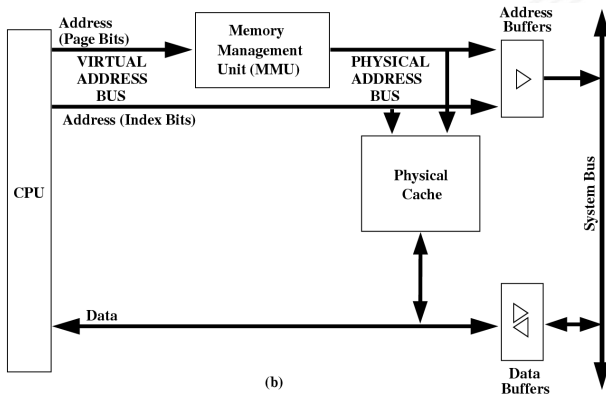 Address
(Page Bits)
Memory
Management
Unit (MMU)
Address
Buffers
VIRTUAL
ADDRESS
BUS
PHYSICAL
ADDRESS
BUS
Address (Index Bits)
CPU
Physical
Cache
System Bus
Data
Data
Buffers
(b)